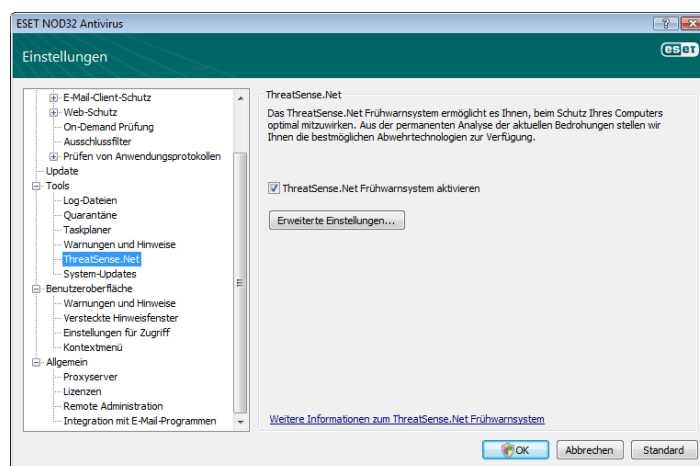 ESET NOD32 Antivirus
Einstellungen
eseT
E-Mail-Client-Schutz
Web-Schutz
On-Demand Prüfung
Ausschlussfilter
Prüfen von Anwendungsprotokollen
Update
Tools
Log-Dateien
Quarantäne
Taskplaner
Warnungen und Hinweise
ThreatSense.Net
System-Updates
Benutzeroberfläche
Warnungen und Hinweise
Versteckte Hinweisfenster
Einstellungen für Zugriff
Kontextmenü
Allgemein
Proxyserver
Lizenzen
Remote Administration
Integration mit E-Mail-Programmen
ThreatSense.Net
Das ThreatSense.Net Frühwarnsystem ermöglicht es Ihnen, beim Schutz Ihres Computers
optimal mitzuwirken. Aus der permanenten Analyse der aktuellen Bedrohungen stellen wir
Ihnen die bestmöglichen Abwehrtechnologien zur Verfügung.
ThreatSense.Net Frühwarnsystem aktivieren
Erweiterte Einstellungen...
Weitere Informationen zum ThreatSense.Net Frühwarnsystem
OK
Abbrechen
Standard